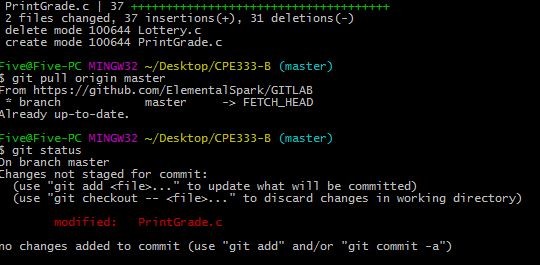 PrintGrade.c | 37 +++++++++++++++++++++++++++++++++++++
2 files changed, 37 insertions(+), 31 deletions(-)
delete mode 100644 Lottery.c
create mode 100644 PrintGrade.c
Five@Five-PC MINGW32 ~/Desktop/CPE333-B (master)
$ git pull origin master
From https://github.com/ElementalSpark/GITLAB
* branch master -> FETCH_HEAD
Already up-to-date.
Five@Five-PC MINGW32 ~/Desktop/CPE333-B (master)
$ git status
On branch master
Changes not staged for commit:
(use "git add <file>..." to update what will be committed)
(use "git checkout -- <file>..." to discard changes in working directory)
modified: PrintGrade.c
no changes added to commit (use "git add" and/or "git commit -a")